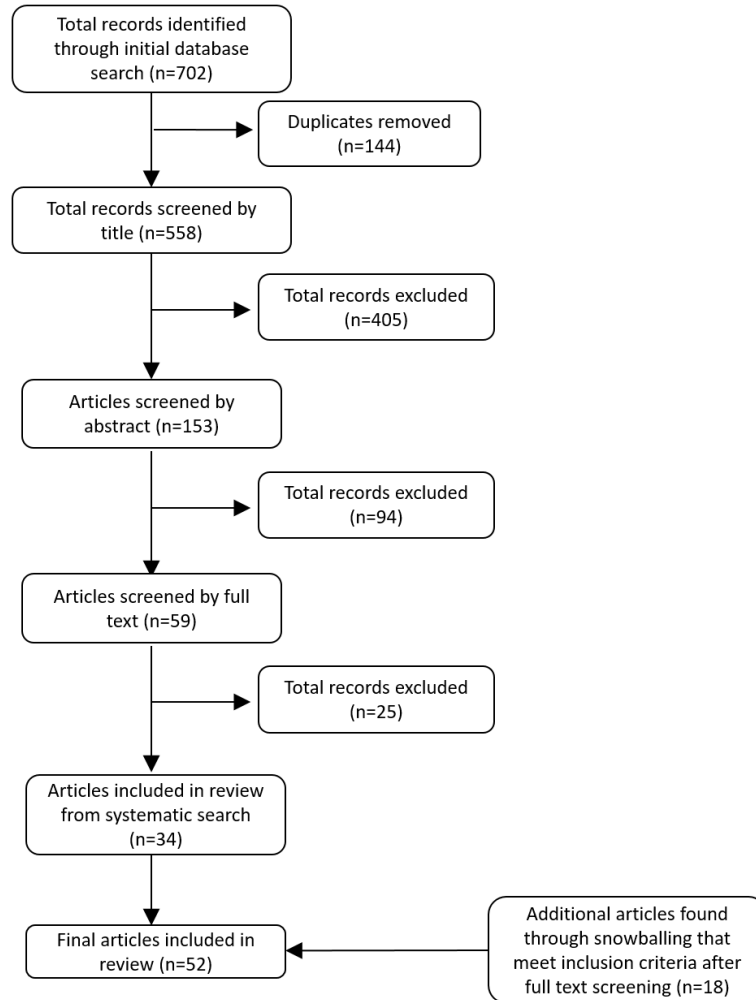 Total records identified
through initial database
search (n=702)
Duplicates removed
(n=144)
Total records screened by
title (n=558)
Total records excluded
(n=405)
Articles screened by
abstract (n=153)
Total records excluded
(n=94)
Articles screened by full
text (n=59)
Total records excluded
(n=25)
Articles included in review
from systematic search
(n=34)
Final articles included in
review (n=52)
Additional articles found
through snowballing that
meet inclusion criteria after
full text screening (n=18)